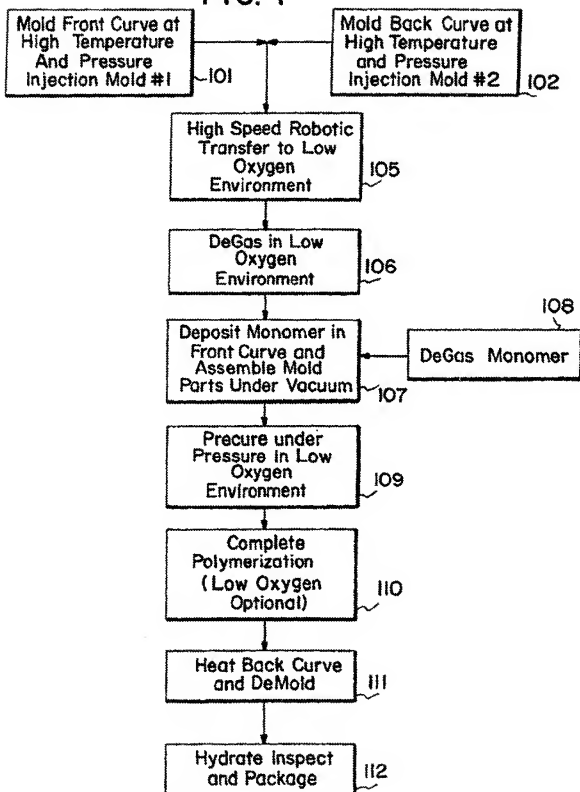 Mold Front Curve at
High Temperature
And Pressure
Injection Mold #1
101
Mold Back Curve at
High Temperature
and Pressure
Injection Mold #2
102
High Speed Robotic
Transfer to Low
Oxygen
Environment
105
DeGas in Low
Oxygen
Environment
106
Deposit Monomer in
Front Curve and
Assemble Mold
Parts Under Vacuum
107
108
DeGas Monomer
Precure under
Pressure in Low
Oxygen
Environment
109
Complete
Polymerization
(Low Oxygen
Optional)
110
Heat Back Curve
and DeMold
111
Hydrate Inspect
and Package
112